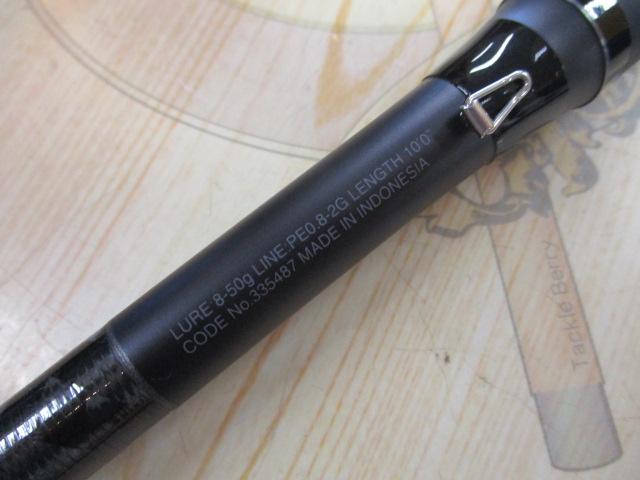 LURE 8-50g LINE:PE0.8-2G LENGTH 10'0"
CODE No.335487 MADE IN INDONESIA
Tackle Berry